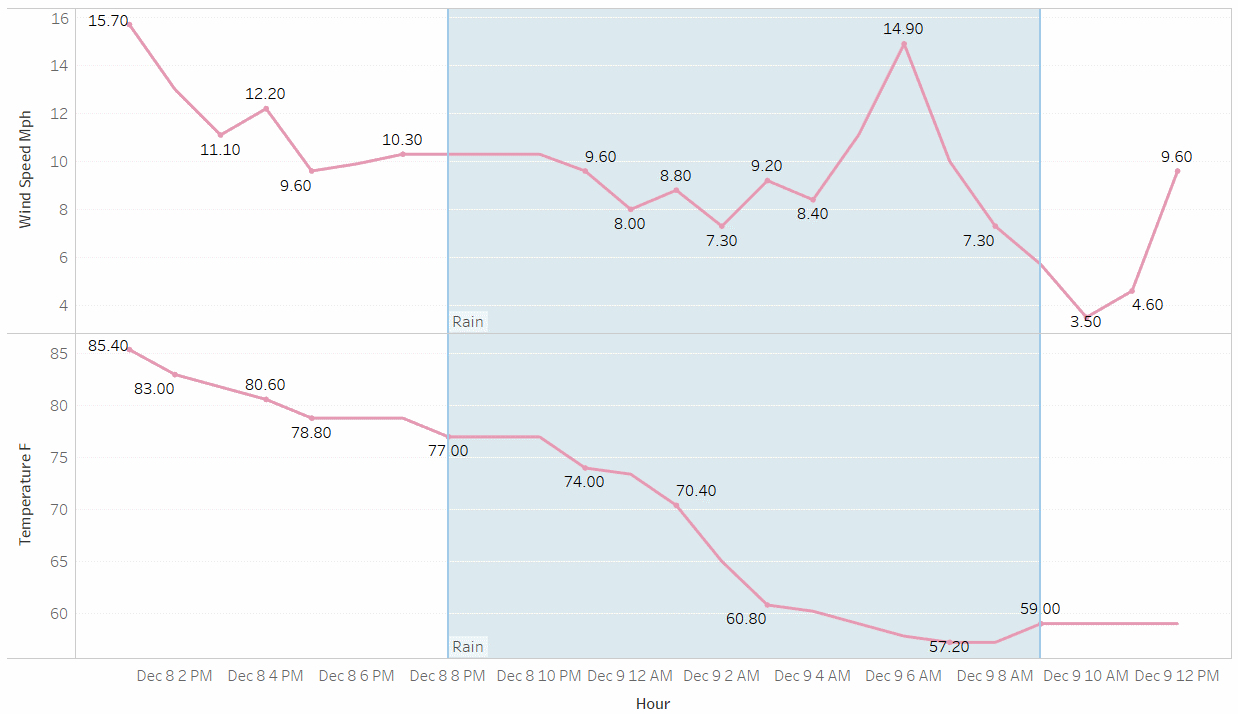 16
14
12
10
8
6
4
Wind Speed Mph
15.70
11.10
12.20
9.60
10.30
9.60
8.00
8.80
7.30
9.20
8.40
14.90
7.30
3.50
4.60
9.60
Rain
85
80
75
70
65
60
Temperature F
85.40
83.00
80.60
78.80
77.00
74.00
70.40
60.80
57.20
59.00
Rain
Dec 8 2 PM
Dec 8 4 PM
Dec 8 6 PM
Dec 8 8 PM
Dec 8 10 PM
Dec 9 12 AM
Dec 9 2 AM
Dec 9 4 AM
Dec 9 6 AM
Dec 9 8 AM
Dec 9 10 AM
Dec 9 12 PM
Hour